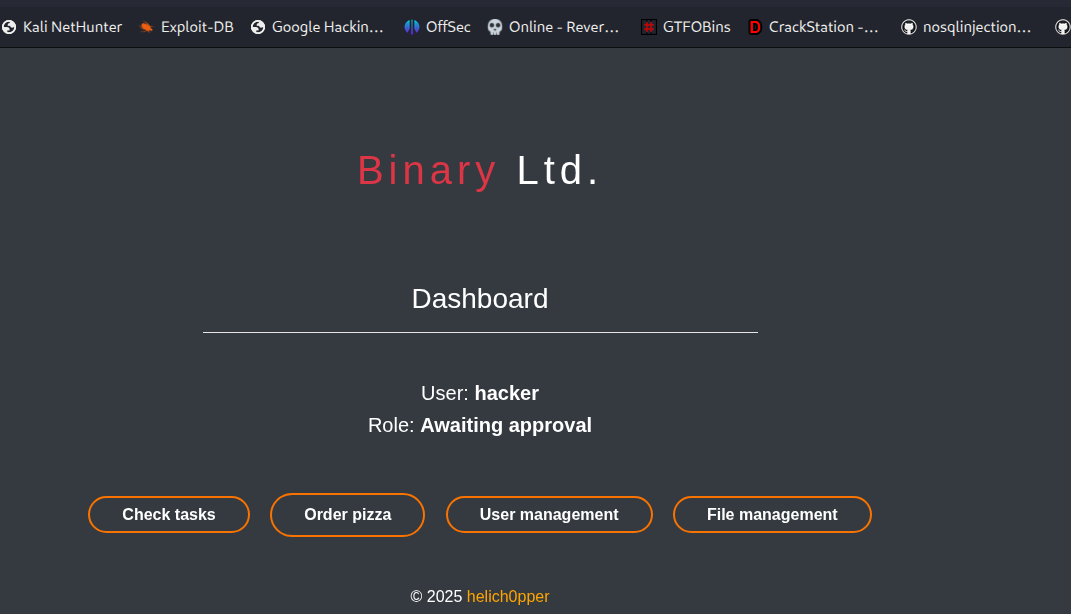 Kali NetHunter Exploit-DB Google Hackin... OffSec Online - Rever... GTFOBins CrackStation -... nosqlinjection...
Binary Ltd.
Dashboard
User: hacker
Role: Awaiting approval
Check tasks Order pizza User management File management
© 2025 helich0pper